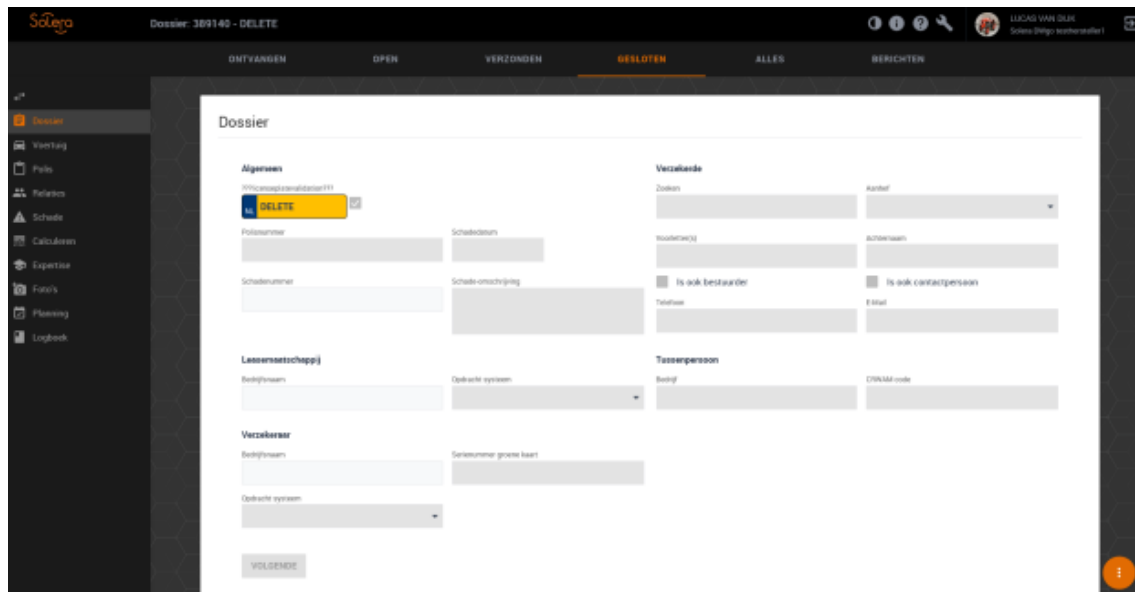 Solera
Dossier: 389140 - DELETE
LUCAS VAN DIJK
Solera DWgo testhersteller1
ONTVANGEN OPEN VERZONDEN GESLOTEN ALLES BERICHTEN
Dossier
Voertuig
Polis
Relaties
Schade
Calculeren
Expertise
Foto's
Planning
Logboek
Dossier
Algemeen
NL DELETE
Polisnummer Schadedatum
Schadenummer Schade-omschrijving
Verzekerde
Zoeken Aanhef
Voorletter(s) Achternaam
Is ook bestuurder Is ook contactpersoon
Telefoon E-Mail
Leasemaatschappij
Bedrijfsnaam Opdracht systeem
Tussenpersoon
Bedrijf
Verzekeraar
Bedrijfsnaam Serienummer groene kaart
Opdracht systeem
VOLGENDE